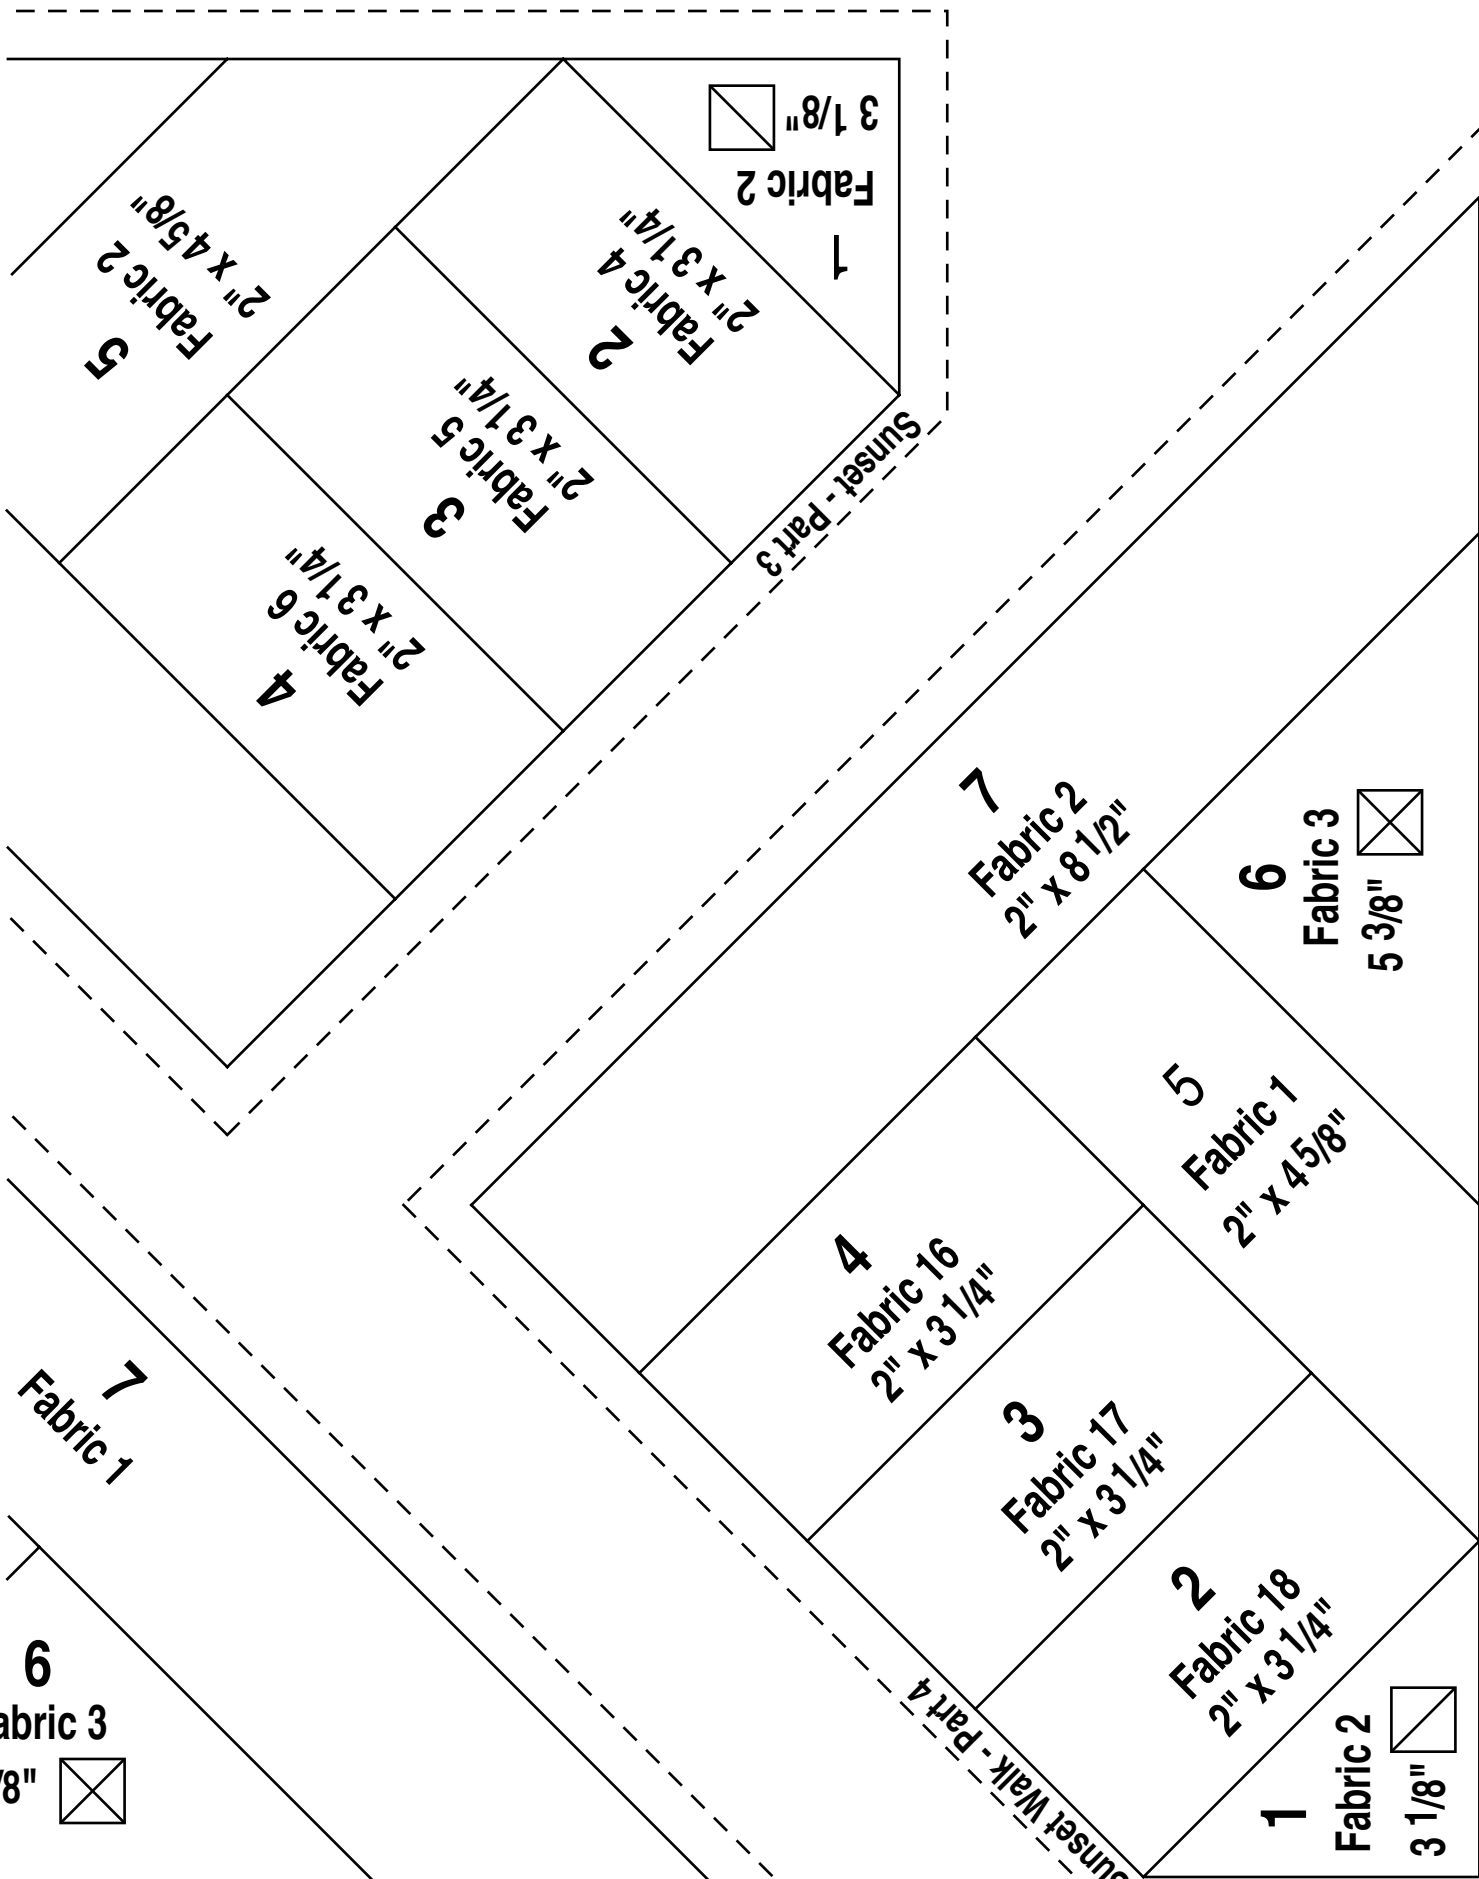 1
Fabric 2
3 1/8"
2
Fabric 4
2" x 3 1/4"
3
Fabric 5
2" x 3 1/4"
4
Fabric 6
2" x 3 1/4"
5
Fabric 2
2" x 4 5/8"
Sunset - Part 3
7
Fabric 2
2" x 8 1/2"
6
Fabric 3
5 3/8"
5
Fabric 1
2" x 4 5/8"
4
Fabric 16
2" x 3 1/4"
3
Fabric 17
2" x 3 1/4"
2
Fabric 18
2" x 3 1/4"
1
Fabric 2
3 1/8"
unset Walk - Part 4
7
Fabric 1
6
abric 3
/8"